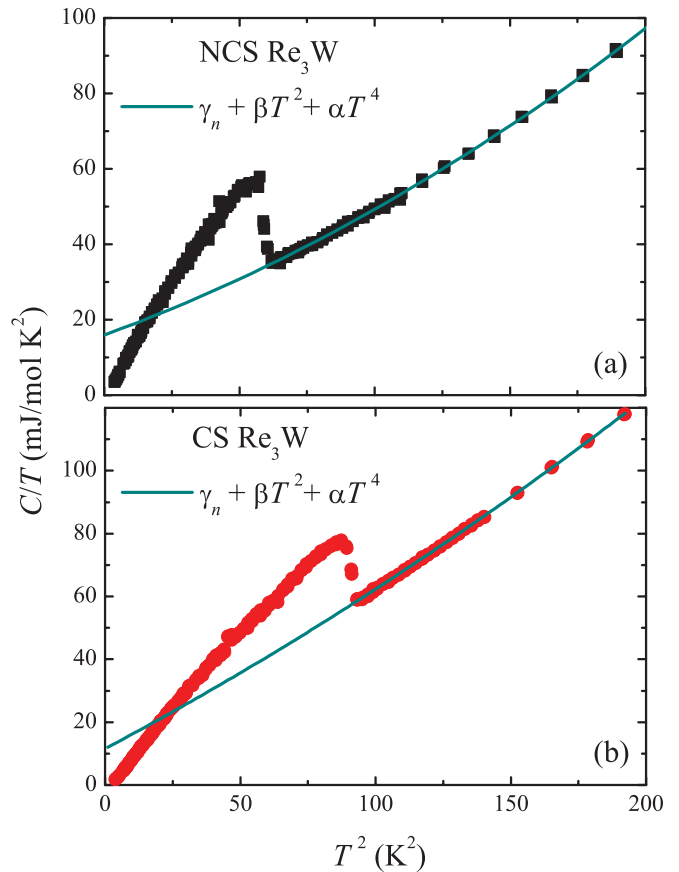 100
NCS Re₃W
80
γₙ + βT² + αT⁴
60
40
20
(a)
0
C/T (mJ/mol K²)
CS Re₃W
100
γₙ + βT² + αT⁴
80
60
40
20
(b)
0
0 50 100 150 200
T² (K²)